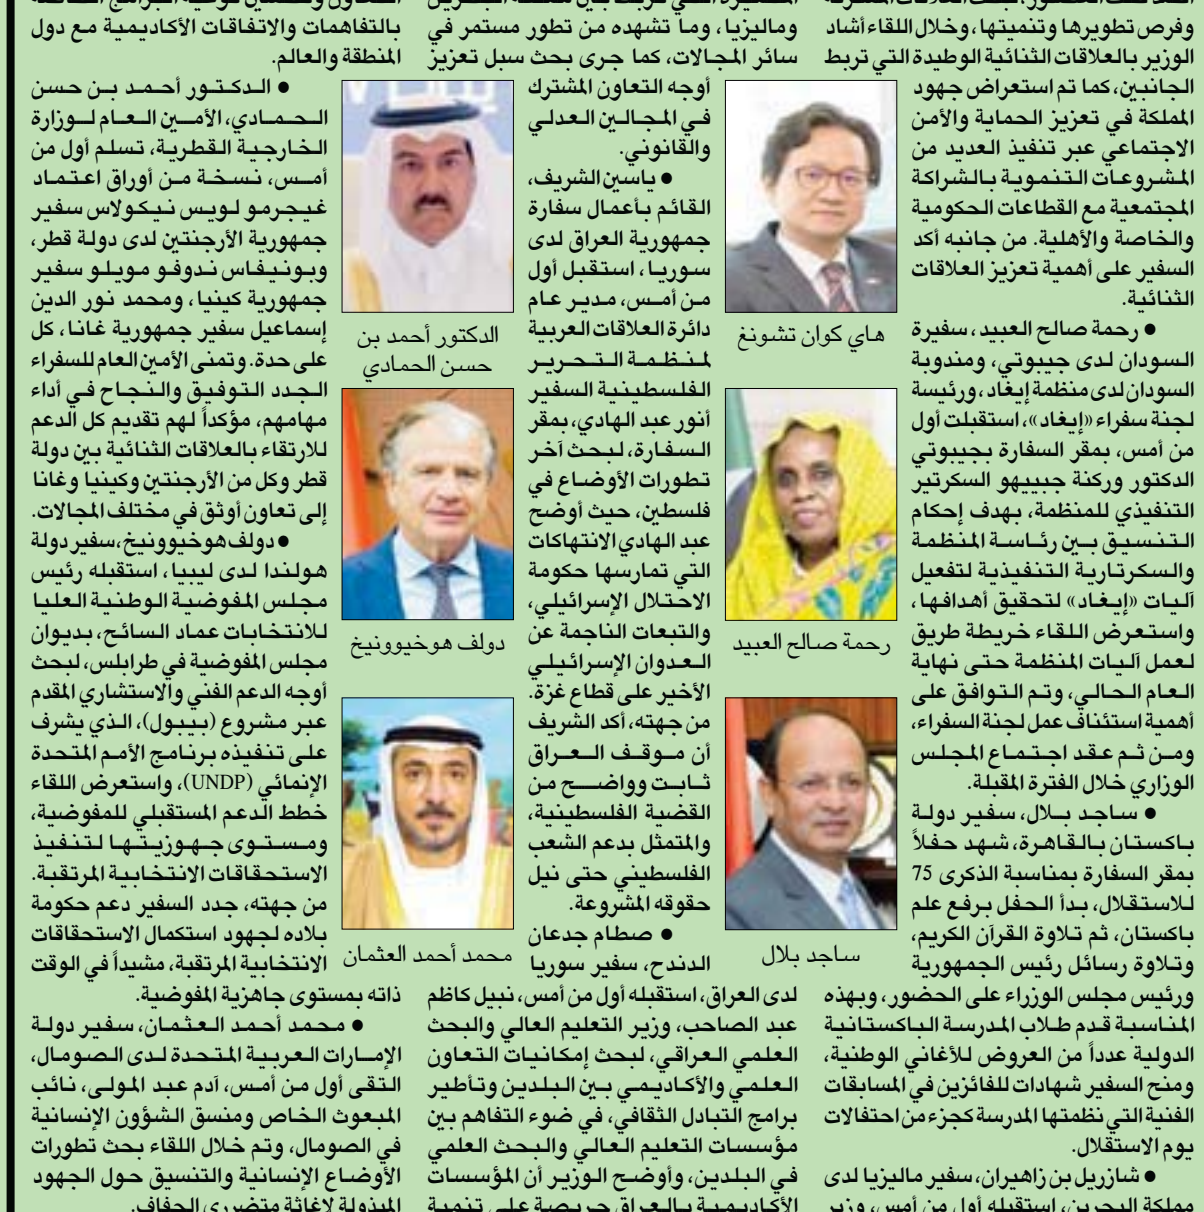 وفرص تطويرها وتنميتها، وخلال اللقاء أشاد
الوزير بالعلاقات الثنائية الوطيدة التي تربط
الجانبين، كما تم استعراض جهود
المملكة في تعزيز الحماية والأمن
الاجتماعي عبر تنفيذ العديد من
المشروعات التنموية بالشراكة
المجتمعية مع القطاعات الحكومية
والخاصة والأهلية. من جانبه أكد
السفير على أهمية تعزيز العلاقات
الثنائية.
● رحمة صالح العبيد، سفيرة
السودان لدى جيبوتي، ومندوبة
السودان لدى منظمة إيغاد، ورئيسة
لجنة سفراء «إيغاد»، استقبلت أول
من أمس، بمقر السفارة بجيبوتي
الدكتور وركنة جبييهو السكرتير
التنفيذي للمنظمة، بهدف إحكام
التنسيق بين رئاسة المنظمة
والسكرتارية التنفيذية لتفعيل
آليات «إيغاد» لتحقيق أهدافها،
واستعرض اللقاء خريطة طريق
لعمل آليات المنظمة حتى نهاية
العام الحالي، وتم التوافق على
أهمية استئناف عمل لجنة السفراء،
ومن ثم عقد اجتماع المجلس
الوزاري خلال الفترة المقبلة.
● ساجد بلال، سفير دولة
باكستان بالقاهرة، شهد حفلاً
بمقر السفارة بمناسبة الذكرى 75
للاستقلال، بدأ الحفل برفع علم
باكستان، ثم تلاوة القرآن الكريم،
وتلاوة رسائل رئيس الجمهورية
ورئيس مجلس الوزراء على الحضور، وبهذه
المناسبة قدم طلاب المدرسة الباكستانية
الدولية عدداً من العروض للأغاني الوطنية،
ومنح السفير شهادات للفائزين في المسابقات
الفنية التي نظمتها المدرسة كجزء من احتفالات
يوم الاستقلال.
● شازريل بن زاهيران، سفير ماليزيا لدى
مملكة البحرين، استقبله أول من أمس، وزير
هاي كوان تشونغ
رحمة صالح العبيد
ساجد بلال
وماليزيا، وما تشهده من تطور مستمر في
سائر المجالات، كما جرى بحث سبل تعزيز
أوجه التعاون المشترك
في المجالين العدلي
والقانوني.
● ياسين الشريف،
القائم بأعمال سفارة
جمهورية العراق لدى
سوريا، استقبل أول
من أمس، مدير عام
دائرة العلاقات العربية
لمنظمة التحرير
الفلسطينية السفير
أنور عبد الهادي، بمقر
السفارة، لبحث آخر
تطورات الأوضاع في
فلسطين، حيث أوضح
عبد الهادي الانتهاكات
التي تمارسها حكومة
الاحتلال الإسرائيلي،
والتبعات الناجمة عن
العدوان الإسرائيلي
الأخير على قطاع غزة.
من جهته، أكد الشريف
أن موقف العراق
ثابت وواضح من
القضية الفلسطينية،
والمتمثل بدعم الشعب
الفلسطيني حتى نيل
حقوقه المشروعة.
● صطام جدعان
الدندح، سفير سوريا
لدى العراق، استقبله أول من أمس، نبيل كاظم
عبد الصاحب، وزير التعليم العالي والبحث
العلمي العراقي، لبحث إمكانيات التعاون
العلمي والأكاديمي بين البلدين وتأطير
برامج التبادل الثقافي، في ضوء التفاهم بين
مؤسسات التعليم العالي والبحث العلمي
في البلدين، وأوضح الوزير أن المؤسسات
الأكاديمية بالعراق حريصة على تنمية
الدكتور أحمد بن
حسن الحمادي
دولف هوخيوونيخ
محمد أحمد العثمان
بالتفاهمات والاتفاقات الأكاديمية مع دول
المنطقة والعالم.
● الدكتور أحمد بن حسن
الحمادي، الأمين العام لوزارة
الخارجية القطرية، تسلم أول من
أمس، نسخة من أوراق اعتماد
غيجرمو لويس نيكولاس سفير
جمهورية الأرجنتين لدى دولة قطر،
وبونيفاس ندوفو مويلو سفير
جمهورية كينيا، ومحمد نور الدين
إسماعيل سفير جمهورية غانا، كل
على حدة. وتمنى الأمين العام للسفراء
الجدد التوفيق والنجاح في أداء
مهامهم، مؤكداً لهم تقديم كل الدعم
للارتقاء بالعلاقات الثنائية بين دولة
قطر وكل من الأرجنتين وكينيا وغانا
إلى تعاون أوثق في مختلف المجالات.
● دولف هوخيوونيخ، سفير دولة
هولندا لدى ليبيا، استقبله رئيس
مجلس المفوضية الوطنية العليا
للانتخابات عماد السائح، بديوان
مجلس المفوضية في طرابلس، لبحث
أوجه الدعم الفني والاستشاري المقدم
عبر مشروع (بيبول)، الذي يشرف
على تنفيذه برنامج الأمم المتحدة
الإنمائي (UNDP)، واستعرض اللقاء
خطط الدعم المستقبلي للمفوضية،
ومستوى جهوزيتها لتنفيذ
الاستحقاقات الانتخابية المرتقبة.
من جهته، جدد السفير دعم حكومة
بلاده لجهود استكمال الاستحقاقات
الانتخابية المرتقبة، مشيداً في الوقت
ذاته بمستوى جاهزية المفوضية.
● محمد أحمد العثمان، سفير دولة
الإمارات العربية المتحدة لدى الصومال،
التقى أول من أمس، آدم عبد المولى، نائب
المبعوث الخاص ومنسق الشؤون الإنسانية
في الصومال، وتم خلال اللقاء بحث تطورات
الأوضاع الإنسانية والتنسيق حول الجهود
المبذولة لإغاثة متضرري الجفاف.